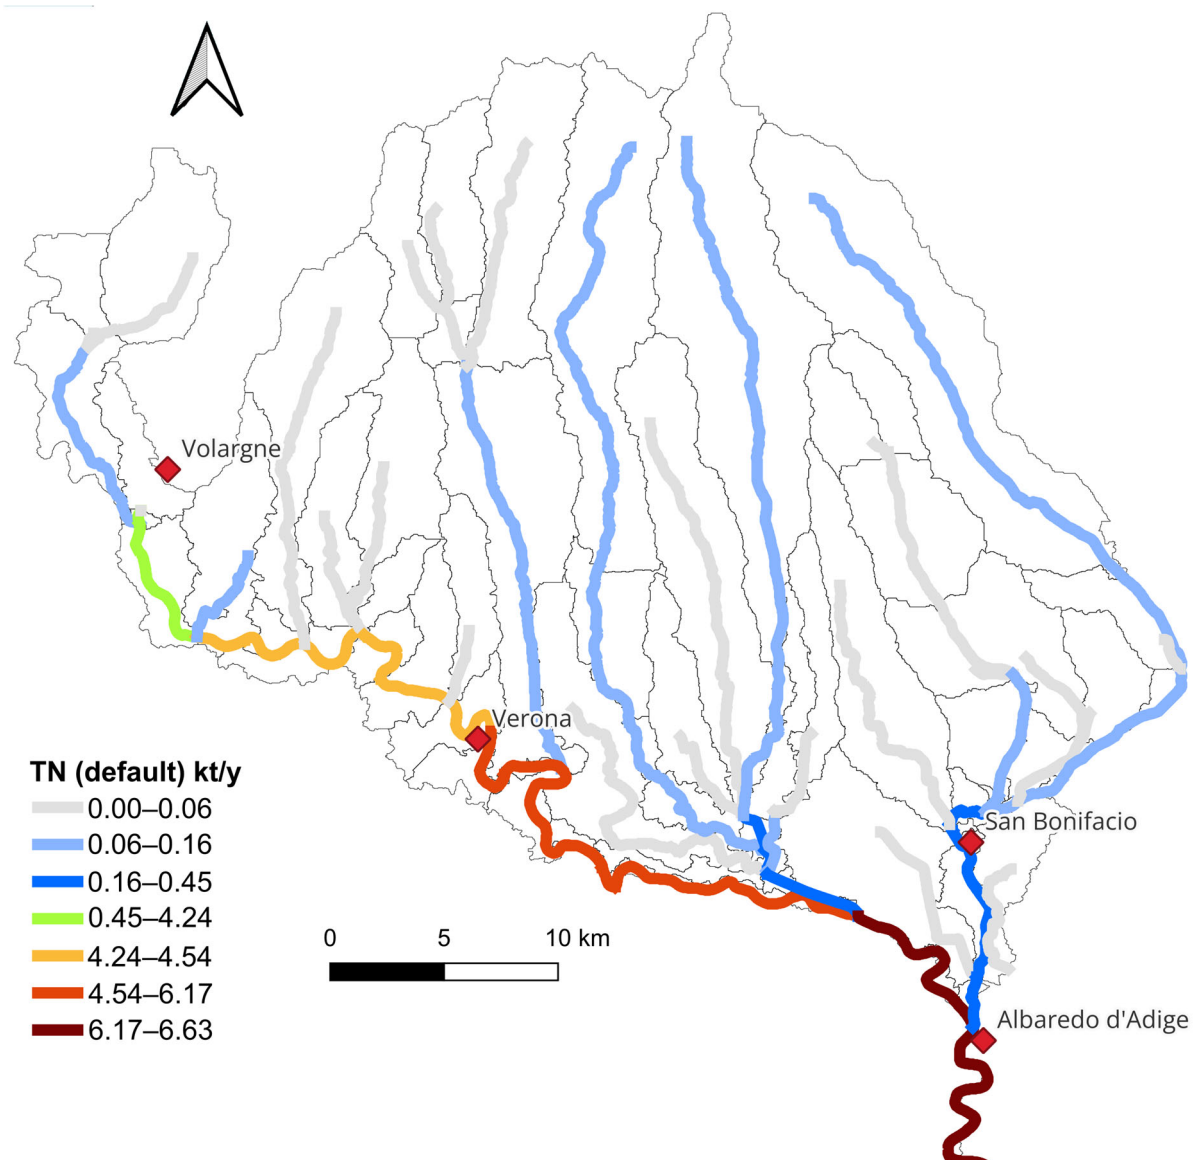 Volargne
Verona
TN (default) kt/y
0.00–0.06
0.06–0.16
0.16–0.45
0.45–4.24
4.24–4.54
4.54–6.17
6.17–6.63
San Bonifacio
0 5 10 km
Albaredo d'Adige